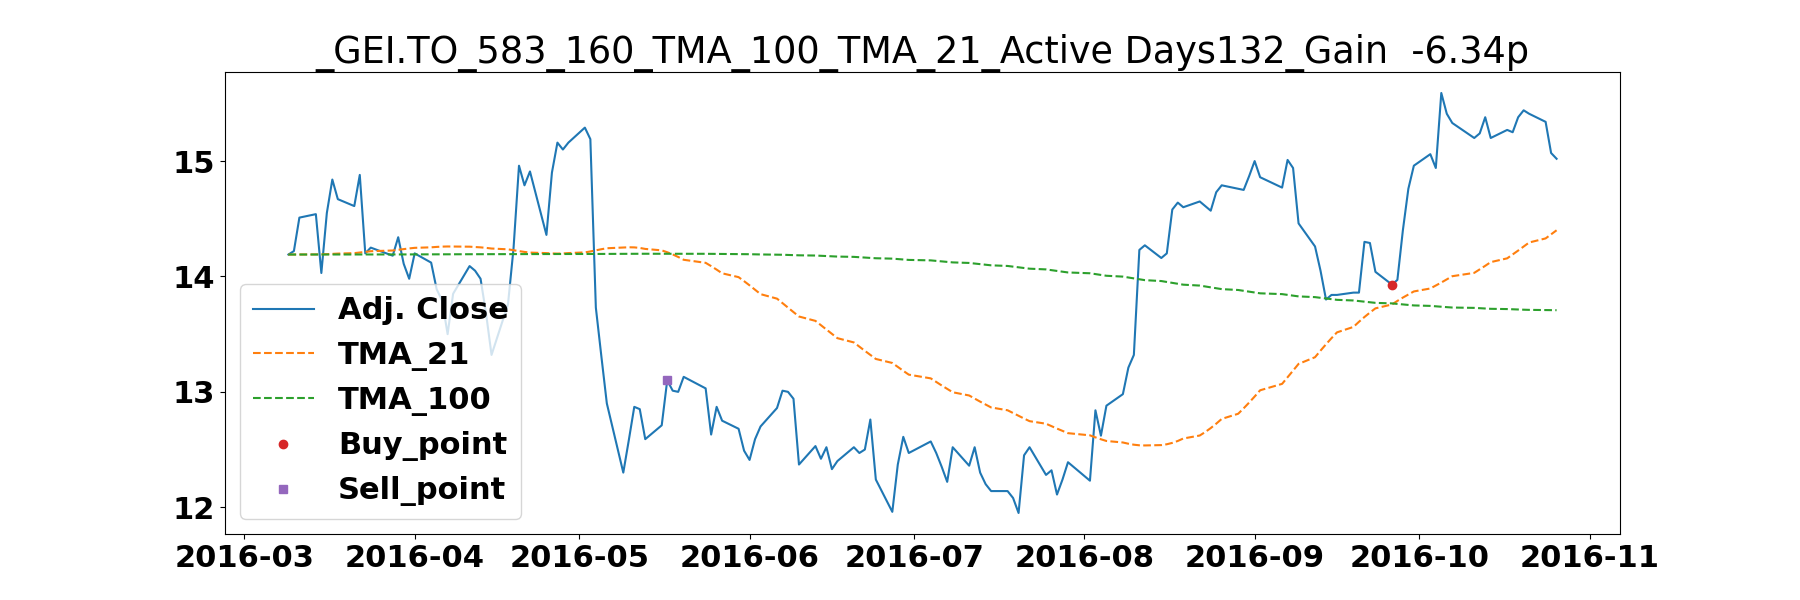 _GEI.TO_583_160_TMA_100_TMA_21_Active Days132_Gain  -6.34p
15
14
13
12
Adj. Close
TMA_21
TMA_100
Buy_point
Sell_point
2016-03 2016-04 2016-05 2016-06 2016-07 2016-08 2016-09 2016-10 2016-11